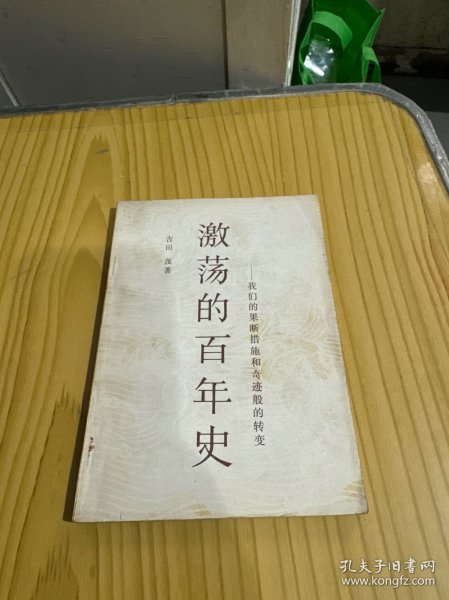 激荡的百年史
——我们的果断措施和奇迹般的转变
吉田 茂著
孔夫子旧书网
www.kongfz.com